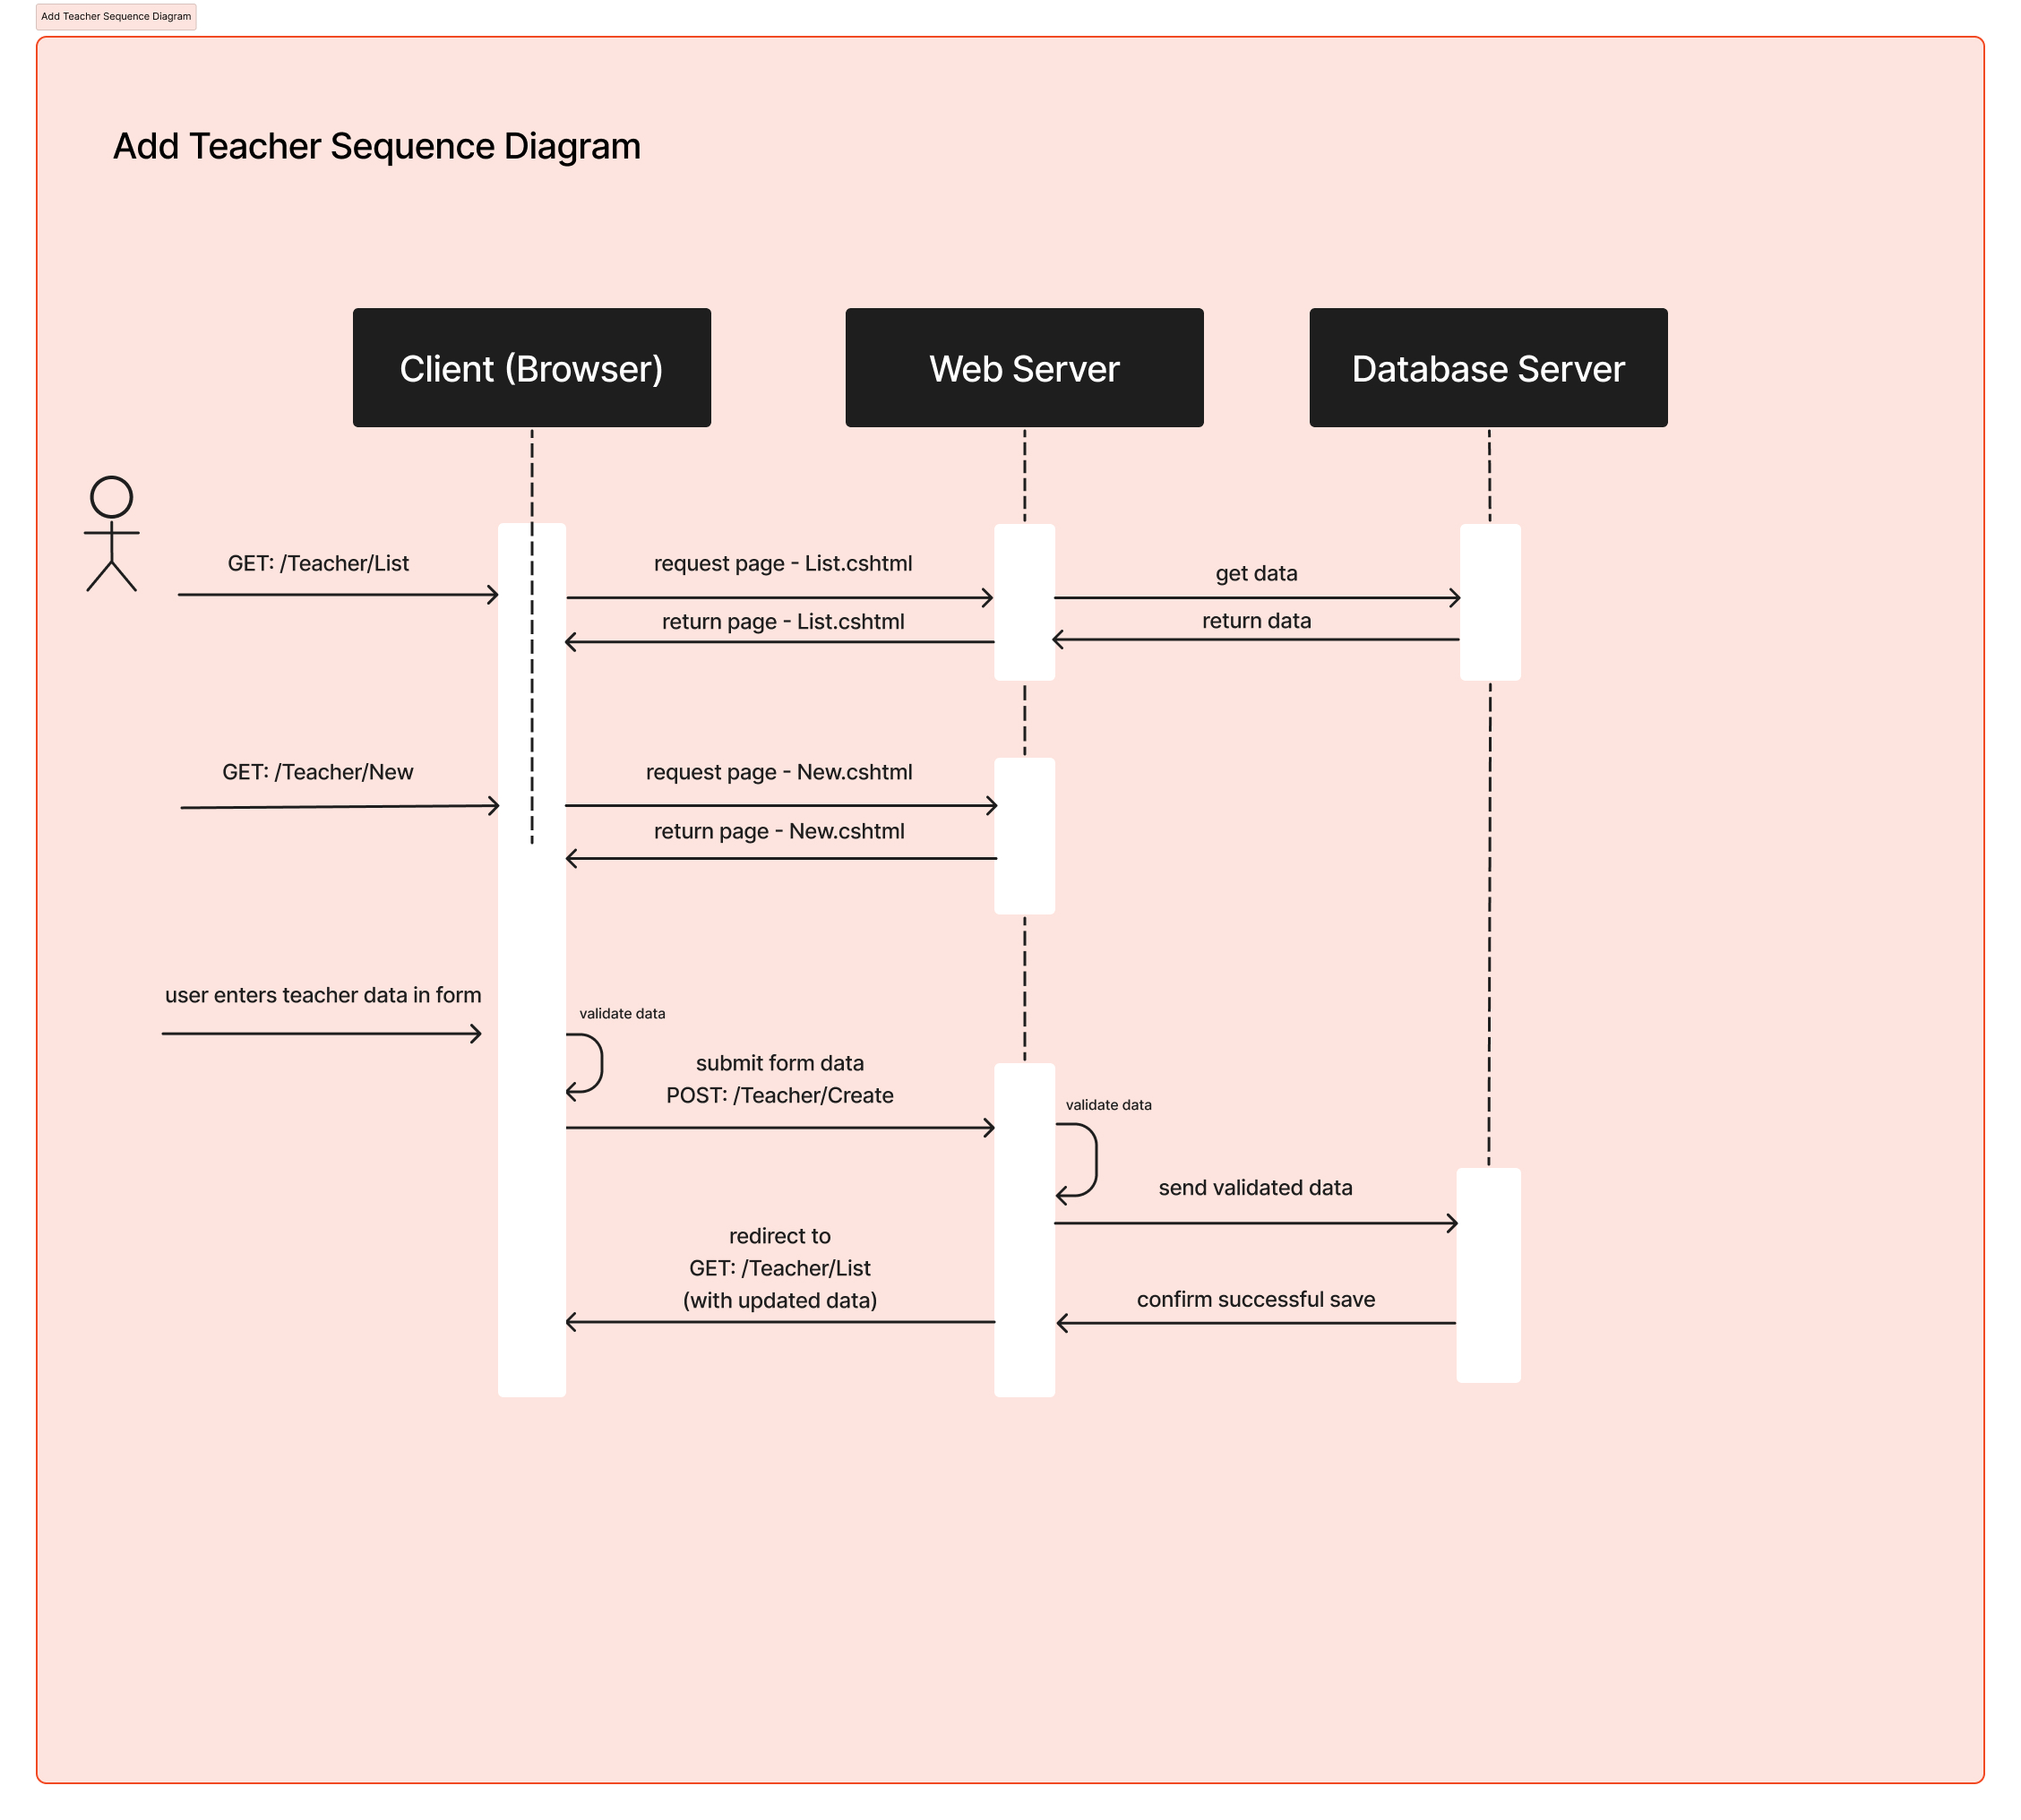 Add Teacher Sequence Diagram
Add Teacher Sequence Diagram
Client (Browser)
Web Server
Database Server
GET: /Teacher/List
request page - List.cshtml
get data
return page - List.cshtml
return data
GET: /Teacher/New
request page - New.cshtml
return page - New.cshtml
user enters teacher data in form
validate data
submit form data
POST: /Teacher/Create
validate data
send validated data
redirect to
GET: /Teacher/List
(with updated data)
confirm successful save